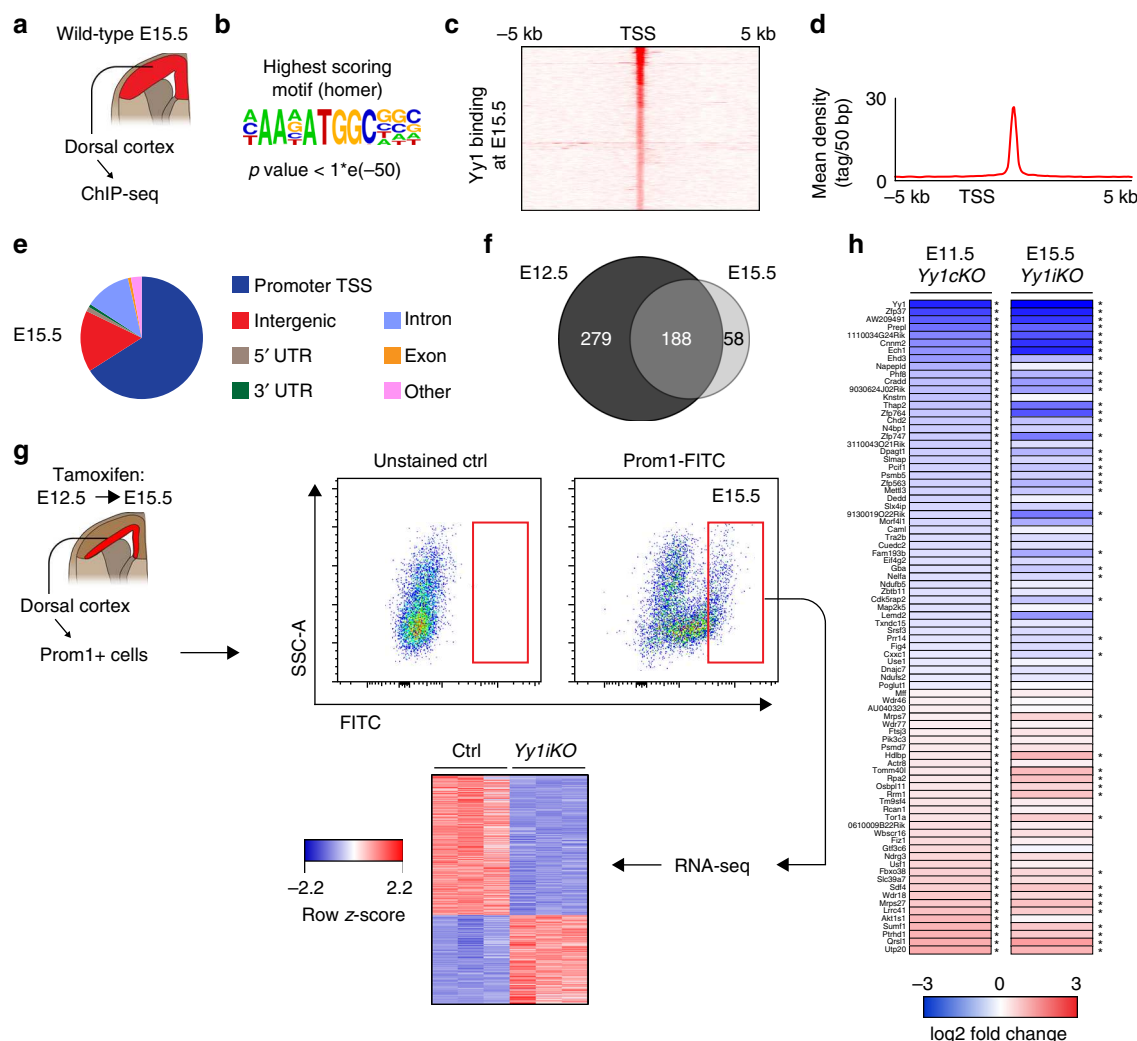 a
Wild-type E15.5
Dorsal cortex
ChIP-seq
b
Highest scoring
motif (homer)
p value < 1*e(−50)
c
−5 kb TSS 5 kb
Yy1 binding
at E15.5
d
Mean density
(tag/50 bp)
30
0
−5 kb TSS 5 kb
e
E15.5
Promoter TSS
Intergenic
5′ UTR
3′ UTR
Intron
Exon
Other
f
E12.5
E15.5
279 188 58
g
Tamoxifen:
E12.5 E15.5
Dorsal cortex
Prom1+ cells
Unstained ctrl
Prom1-FITC
E15.5
SSC-A
FITC
Ctrl Yy1iKO
RNA-seq
−2.2 2.2
Row z-score
h
E11.5 E15.5
Yy1cKO Yy1iKO
Yy1
Zfp37
AW209491
Prepl
1110034G24Rik
Cnnm2
Ech1
Ehd3
Napepld
Phf8
Cradd
9030624J02Rik
Knstrn
Thap2
Zfp764
Chd2
N4bp1
Zfp747
3110043O21Rik
Dpagt1
Slmap
Pcif1
Psmb5
Zfp563
Mettl3
Dedd
Slx4ip
9130019O22Rik
Morf4l1
Caml
Tra2b
Cuedc2
Fam193b
Eif4g2
Gba
Nelfa
Ndufb5
Zbtb11
Cdk5rap2
Map2k5
Lemd2
Txndc15
Srsf3
Prr14
Fig4
Cxxc1
Use1
Dnajc7
Ndufs2
Poglut1
Mff
Wdr46
AU040320
Mrps7
Wdr77
Ftsj3
Pik3c3
Psmd7
Hdlbp
Actr8
Tomm40l
Rpa2
Osbpl11
Rrm1
Tm9sf4
Rcan1
Tor1a
0610009B22Rik
Wbscr16
Fiz1
Gtf3c6
Ndrg3
Usf1
Fbxo38
Slc39a7
Sdf4
Wdr18
Mrps27
Lrrc41
Akt1s1
Sumf1
Ptrhd1
Qrsl1
Utp20
−3 0 3
log2 fold change